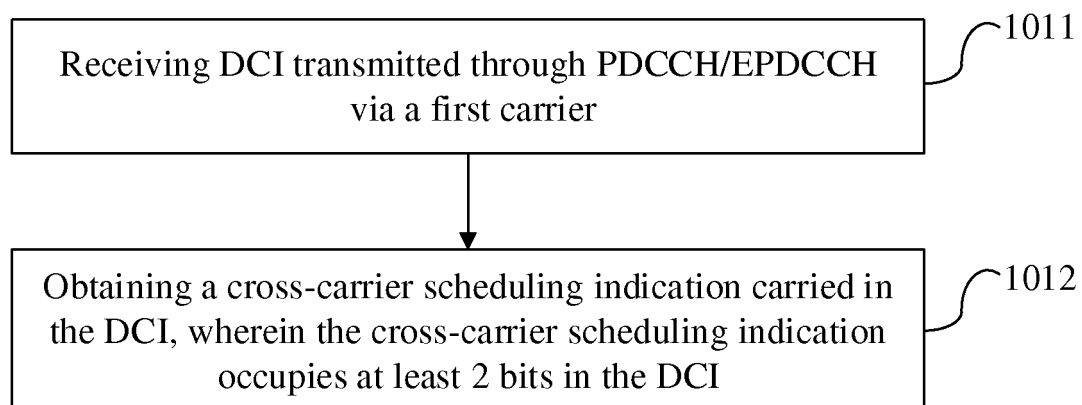 1011
Receiving DCI transmitted through PDCCH/EPDCCH
via a first carrier
1012
Obtaining a cross-carrier scheduling indication carried in
the DCI, wherein the cross-carrier scheduling indication
occupies at least 2 bits in the DCI